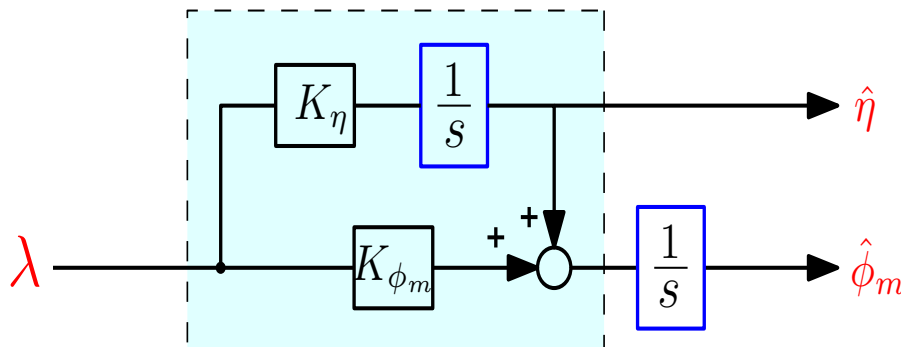 K_η
1/s
η̂
+
+
λ
K_{ϕ_m}
1/s
ϕ̂_m